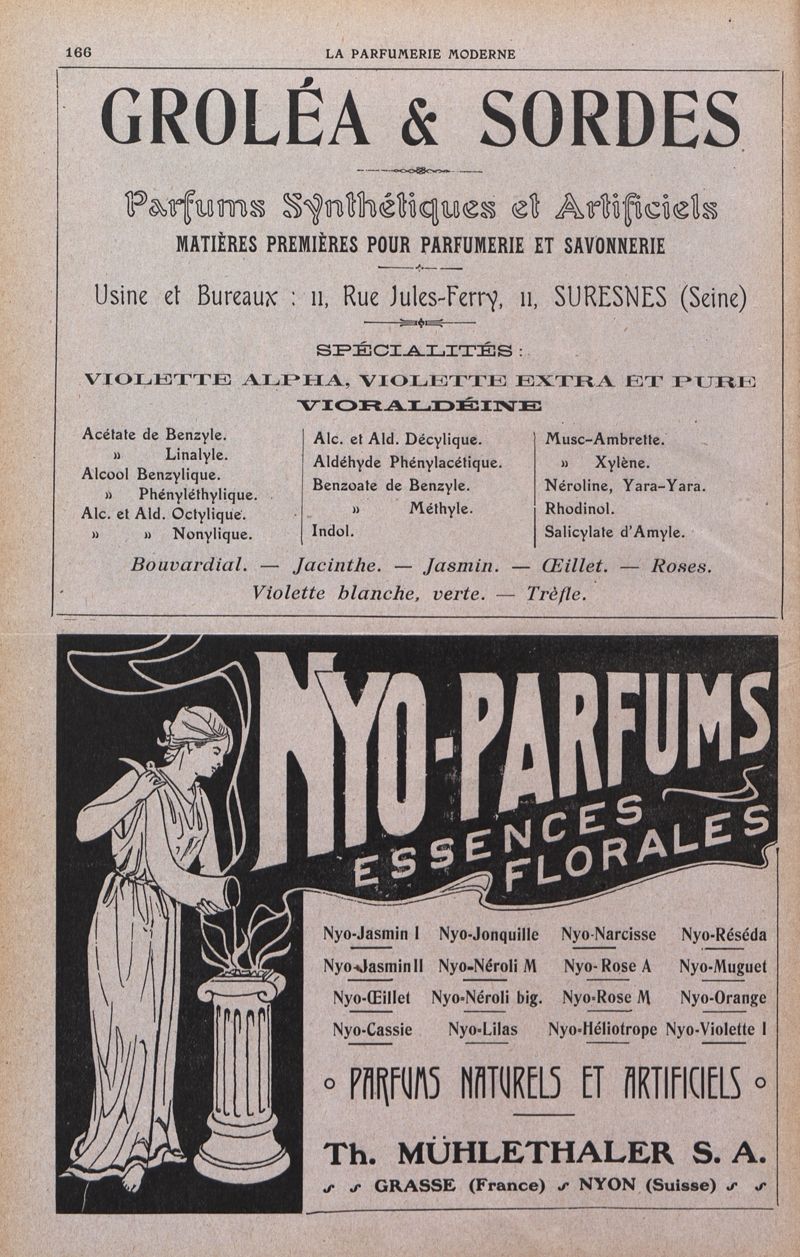 166
LA PARFUMERIE MODERNE
GROLÉA & SORDES
Parfums Synthétiques et Artificiels
MATIÈRES PREMIÈRES POUR PARFUMERIE ET SAVONNERIE
Usine et Bureaux : 11, Rue Jules-Ferry, 11, SURESNES (Seine)
SPÉCIALITÉS :
VIOLETTE ALPHA, VIOLETTE EXTRA ET PURE
VIORALDÉINE
Acétate de Benzyle.
» Linalyle.
Alcool Benzylique.
» Phényléthylique.
Alc. et Ald. Octylique.
» » Nonylique.
Alc. et Ald. Décylique.
Aldéhyde Phénylacétique.
Benzoate de Benzyle.
» Méthyle.
Indol.
Musc-Ambrette.
» Xylène.
Néroline, Yara-Yara.
Rhodinol.
Salicylate d'Amyle.
Bouvardial. — Jacinthe. — Jasmin. — Œillet. — Roses.
Violette blanche, verte. — Trèfle.
NYO-PARFUMS
ESSENCES
FLORALES
Nyo-Jasmin I Nyo-Jonquille Nyo-Narcisse Nyo-Réséda
Nyo-Jasmin II Nyo-Néroli M Nyo-Rose A Nyo-Muguet
Nyo-Œillet Nyo-Néroli big. Nyo-Rose M Nyo-Orange
Nyo-Cassie Nyo-Lilas Nyo-Héliotrope Nyo-Violette I
PARFUMS NATURELS ET ARTIFICIELS
Th. MÜHLETHALER S. A.
GRASSE (France) NYON (Suisse)